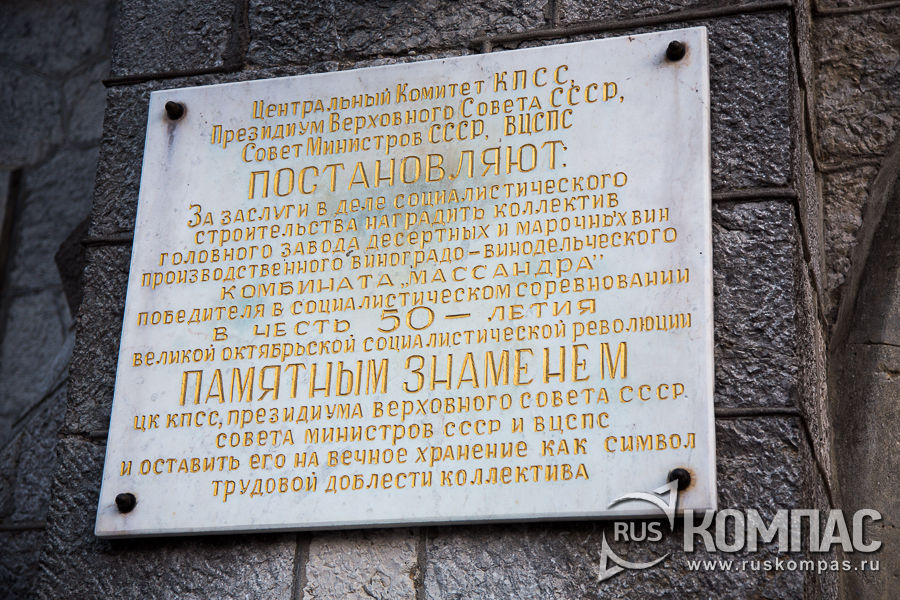 Центральный Комитет КПСС,
Президиум Верховного Совета СССР,
Совет Министров СССР, ВЦСПС
ПОСТАНОВЛЯЮТ:
За заслуги в деле социалистического
строительства наградить коллектив
головного завода десертных и марочных вин
производственного виноградо-винодельческого
комбината „Массандра"
победителя в социалистическом соревновании
в честь 50-летия
великой октябрьской социалистической революции
ПАМЯТНЫМ ЗНАМЕНЕМ
ЦК КПСС, президиума верховного совета СССР.
совета министров СССР и ВЦСПС
и оставить его на вечное хранение как символ
трудовой доблести коллектива
RUS КОМПАС
www.ruskompas.ru